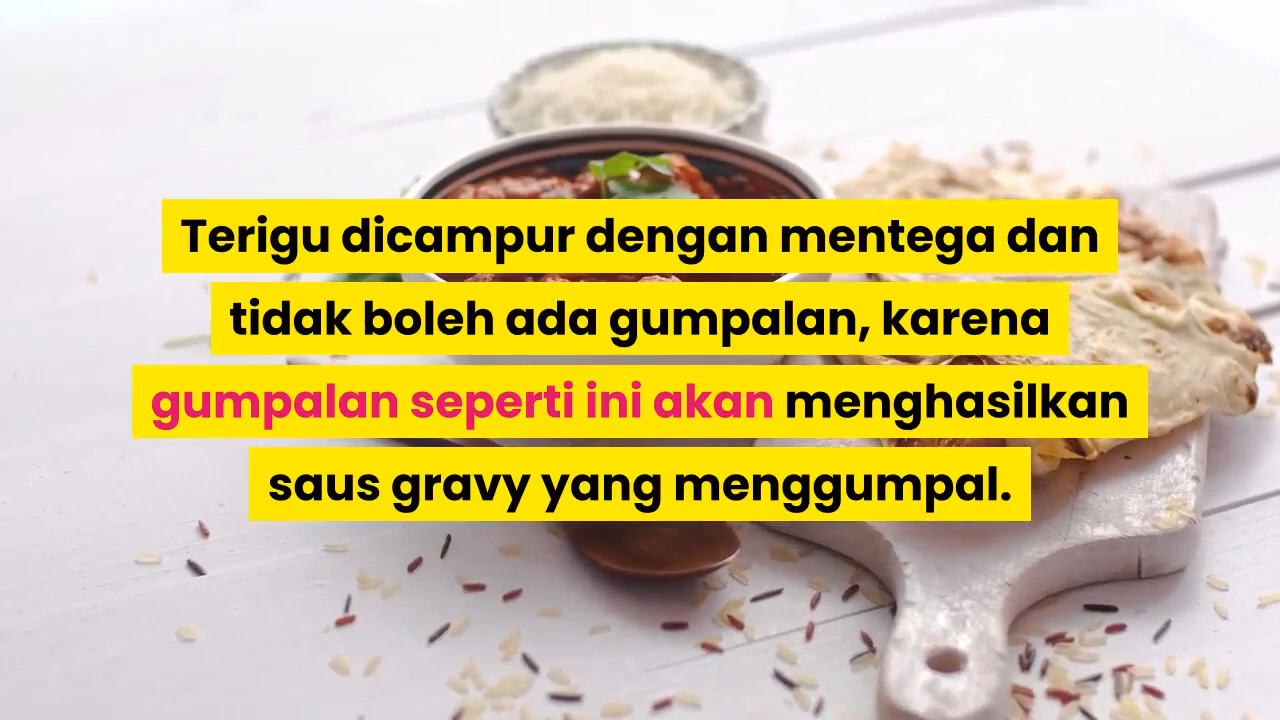 Terigu dicampur dengan mentega dan
tidak boleh ada gumpalan, karena
gumpalan seperti ini akan menghasilkan
saus gravy yang menggumpal.